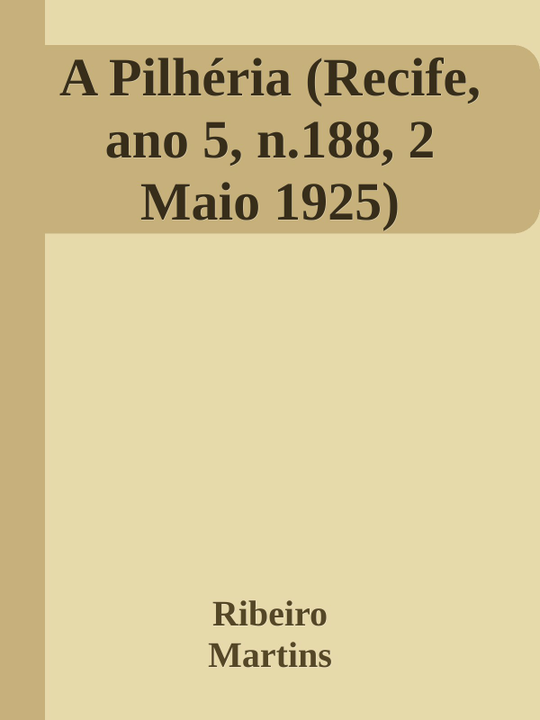 A Pilhéria (Recife,
ano 5, n.188, 2
Maio 1925)
Ribeiro
Martins